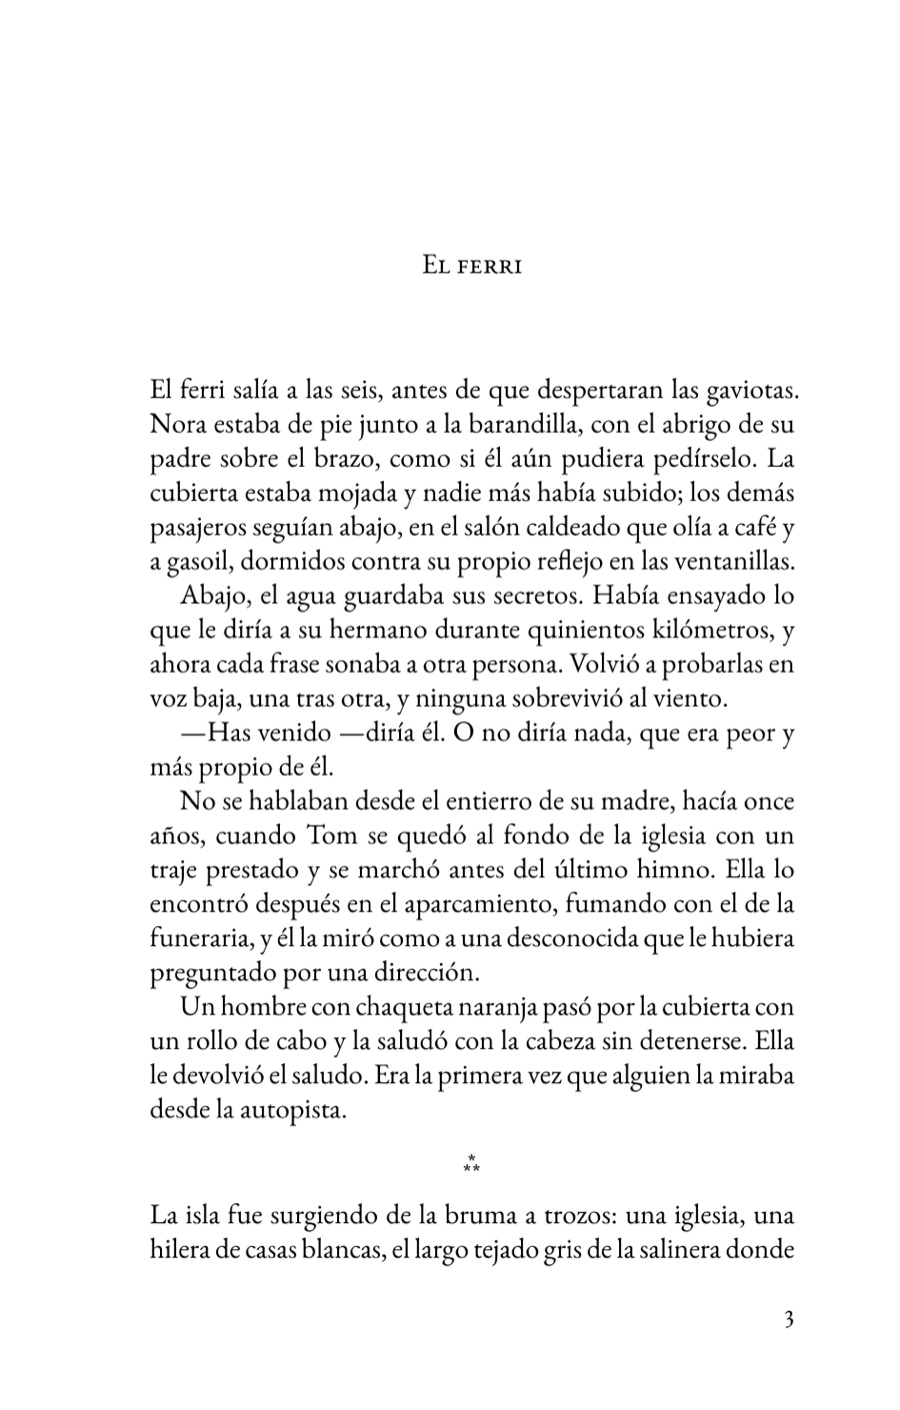 El ferri
El ferri salía a las seis, antes de que despertaran las gaviotas.
Nora estaba de pie junto a la barandilla, con el abrigo de su
padre sobre el brazo, como si él aún pudiera pedírselo. La
cubierta estaba mojada y nadie más había subido; los demás
pasajeros seguían abajo, en el salón caldeado que olía a café y
a gasoil, dormidos contra su propio reflejo en las ventanillas.
Abajo, el agua guardaba sus secretos. Había ensayado lo
que le diría a su hermano durante quinientos kilómetros, y
ahora cada frase sonaba a otra persona. Volvió a probarlas en
voz baja, una tras otra, y ninguna sobrevivió al viento.
—Has venido —diría él. O no diría nada, que era peor y
más propio de él.
No se hablaban desde el entierro de su madre, hacía once
años, cuando Tom se quedó al fondo de la iglesia con un
traje prestado y se marchó antes del último himno. Ella lo
encontró después en el aparcamiento, fumando con el de la
funeraria, y él la miró como a una desconocida que le hubiera
preguntado por una dirección.
Un hombre con chaqueta naranja pasó por la cubierta con
un rollo de cabo y la saludó con la cabeza sin detenerse. Ella
le devolvió el saludo. Era la primera vez que alguien la miraba
desde la autopista.
⁂
La isla fue surgiendo de la bruma a trozos: una iglesia, una
hilera de casas blancas, el largo tejado gris de la salinera donde
3